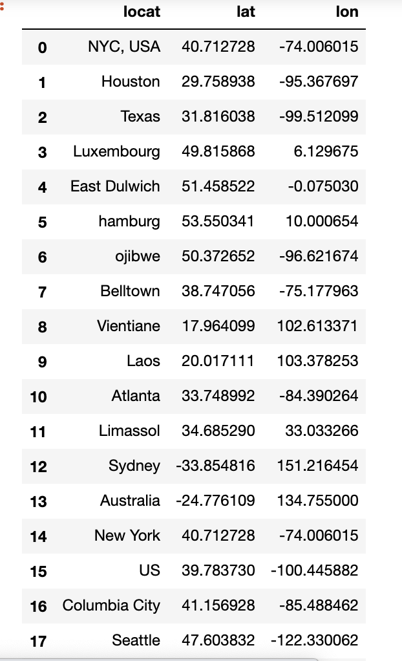 locat lat lon
0 NYC, USA 40.712728 -74.006015
1 Houston 29.758938 -95.367697
2 Texas 31.816038 -99.512099
3 Luxembourg 49.815868 6.129675
4 East Dulwich 51.458522 -0.075030
5 hamburg 53.550341 10.000654
6 ojibwe 50.372652 -96.621674
7 Belltown 38.747056 -75.177963
8 Vientiane 17.964099 102.613371
9 Laos 20.017111 103.378253
10 Atlanta 33.748992 -84.390264
11 Limassol 34.685290 33.033266
12 Sydney -33.854816 151.216454
13 Australia -24.776109 134.755000
14 New York 40.712728 -74.006015
15 US 39.783730 -100.445882
16 Columbia City 41.156928 -85.488462
17 Seattle 47.603832 -122.330062